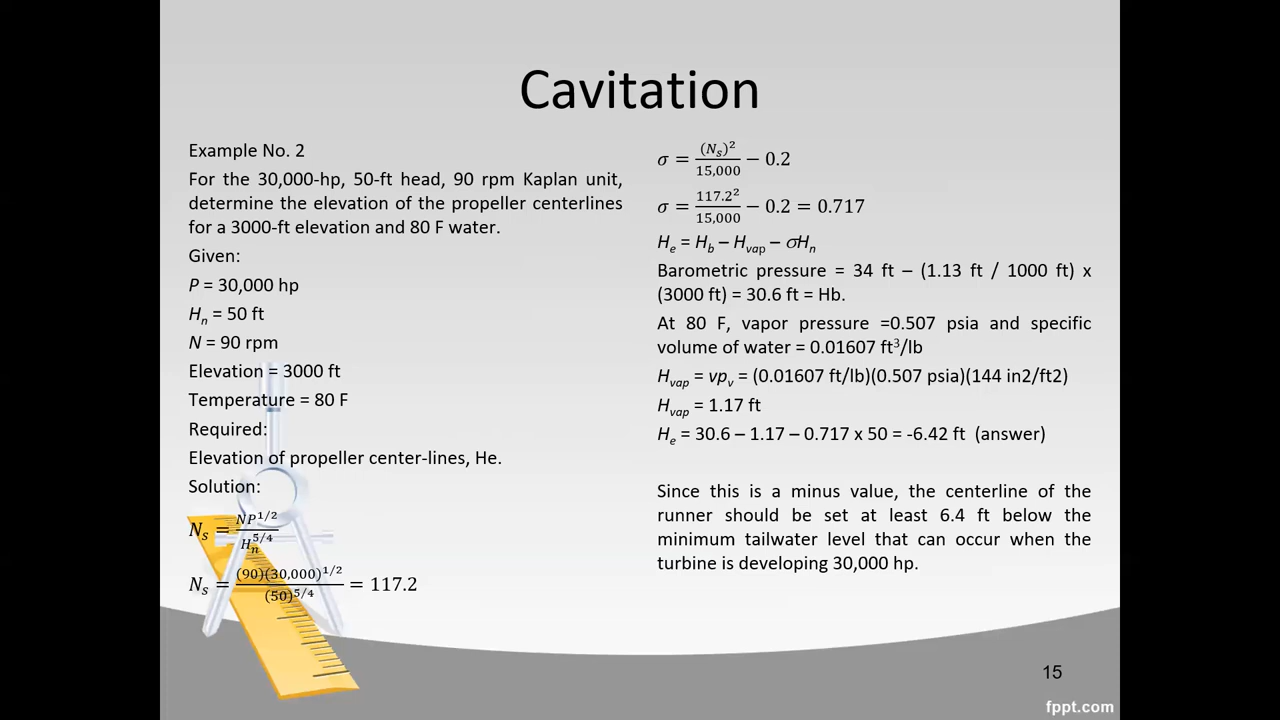 Cavitation
Example No. 2
For the 30,000-hp, 50-ft head, 90 rpm Kaplan unit,
determine the elevation of the propeller centerlines
for a 3000-ft elevation and 80 F water.
Given:
P = 30,000 hp
Hₙ = 50 ft
N = 90 rpm
Elevation = 3000 ft
Temperature = 80 F
Required:
Elevation of propeller center-lines, He.
Solution:
Nₛ = NP^1/2 / Hₙ^5/4
Nₛ = (90)(30,000)^1/2 / (50)^5/4 = 117.2
σ = (Nₛ)² / 15,000 − 0.2
σ = 117.2² / 15,000 − 0.2 = 0.717
Hₑ = H_b – H_vap – σHₙ
Barometric pressure = 34 ft – (1.13 ft / 1000 ft) x
(3000 ft) = 30.6 ft = Hb.
At 80 F, vapor pressure =0.507 psia and specific
volume of water = 0.01607 ft³/lb
H_vap = vp_v = (0.01607 ft/lb)(0.507 psia)(144 in2/ft2)
H_vap = 1.17 ft
Hₑ = 30.6 – 1.17 – 0.717 x 50 = -6.42 ft (answer)
Since this is a minus value, the centerline of the
runner should be set at least 6.4 ft below the
minimum tailwater level that can occur when the
turbine is developing 30,000 hp.
15
fppt.com